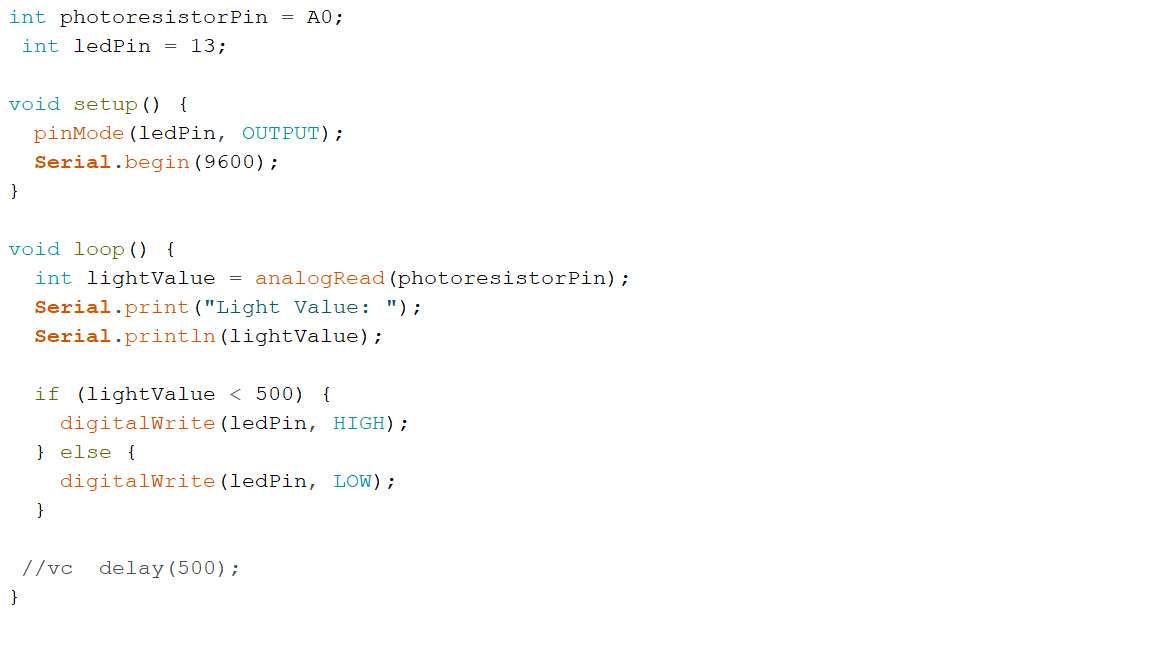 int photoresistorPin = A0;
 int ledPin = 13;

void setup() {
  pinMode(ledPin, OUTPUT);
  Serial.begin(9600);
}

void loop() {
  int lightValue = analogRead(photoresistorPin);
  Serial.print("Light Value: ");
  Serial.println(lightValue);

  if (lightValue < 500) {
    digitalWrite(ledPin, HIGH);
  } else {
    digitalWrite(ledPin, LOW);
  }

 //vc  delay(500);
}